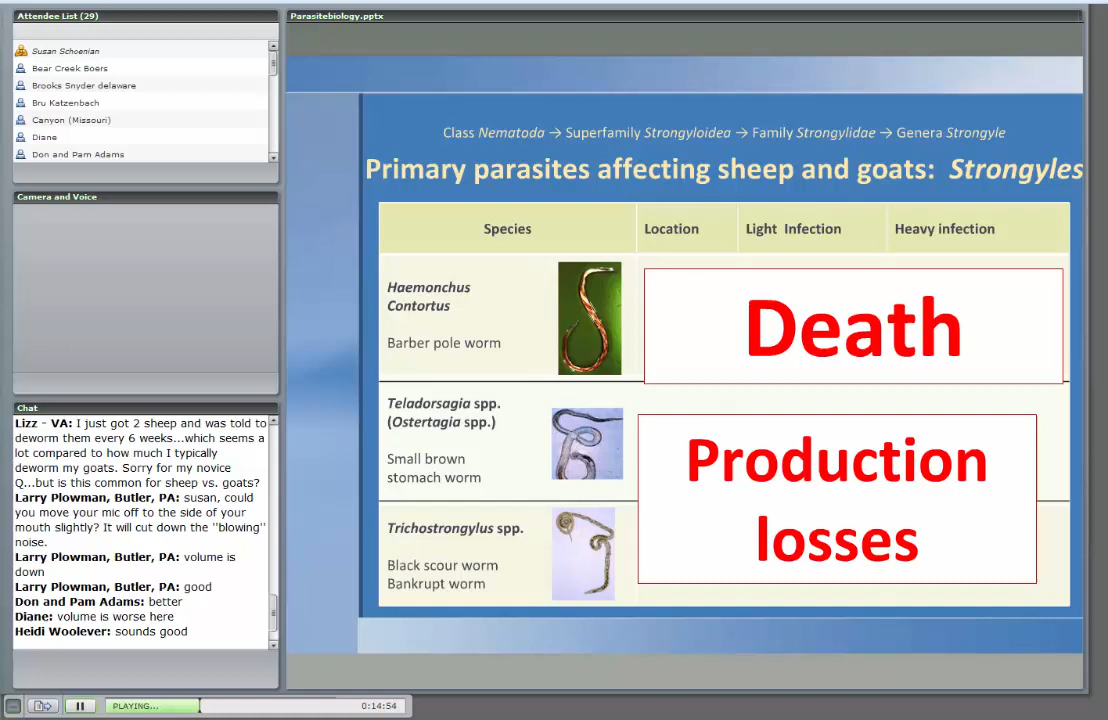 Attendee List (29)
Susan Schoenian
Bear Creek Boers
Brooks Snyder delaware
Bru Katzenbach
Canyon (Missouri)
Diane
Don and Pam Adams
Camera and Voice
Chat
Lizz - VA: I just got 2 sheep and was told to
deworm them every 6 weeks...which seems a
lot compared to how much I typically
deworm my goats. Sorry for my novice
Q...but is this common for sheep vs. goats?
Larry Plowman, Butler, PA: susan, could
you move your mic off to the side of your
mouth slightly? It will cut down the "blowing"
noise.
Larry Plowman, Butler, PA: volume is
down
Larry Plowman, Butler, PA: good
Don and Pam Adams: better
Diane: volume is worse here
Heidi Woolever: sounds good
Parasitebiology.pptx
Class Nematoda → Superfamily Strongyloidea → Family Strongylidae → Genera Strongyle
Primary parasites affecting sheep and goats: Strongyles
Species Location Light Infection Heavy infection
Haemonchus
Contortus
Barber pole worm
Death
Teladorsagia spp.
(Ostertagia spp.)
Small brown
stomach worm
Production
losses
Trichostrongylus spp.
Black scour worm
Bankrupt worm
PLAYING...
0:14:54